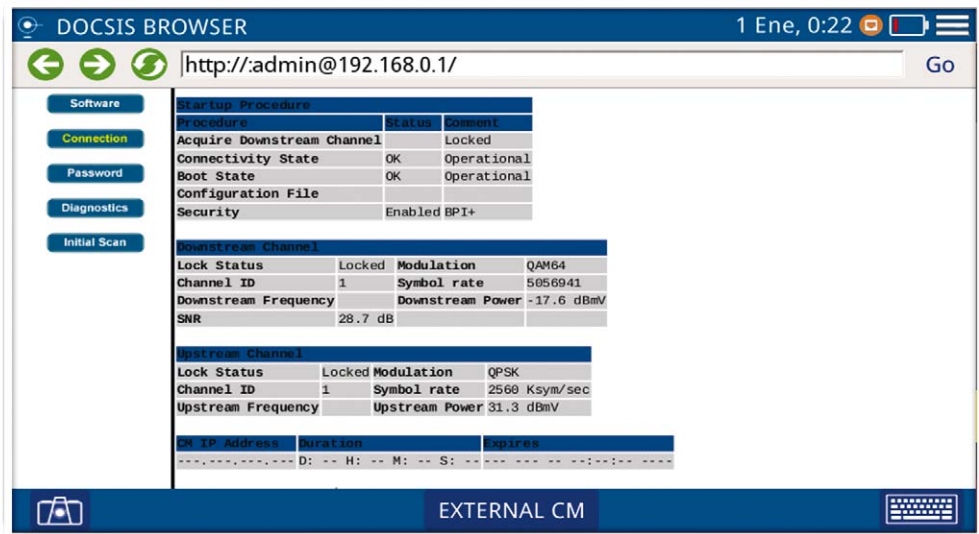 DOCSIS BROWSER 1 Ene, 0:22
http://:admin@192.168.0.1/ Go
Software
Connection
Password
Diagnostics
Initial Scan
Startup Procedure
Procedure Status Comment
Acquire Downstream Channel Locked
Connectivity State OK Operational
Boot State OK Operational
Configuration File
Security Enabled BPI+
Downstream Channel
Lock Status Locked Modulation QAM64
Channel ID 1 Symbol rate 5056941
Downstream Frequency Downstream Power -17.6 dBmV
SNR 28.7 dB
Upstream Channel
Lock Status Locked Modulation QPSK
Channel ID 1 Symbol rate 2560 Ksym/sec
Upstream Frequency Upstream Power 31.3 dBmV
CM IP Address Duration Expires
---.---.---.--- D: -- H: -- M: -- S: -- --- --- -- --:--:-- ----
EXTERNAL CM